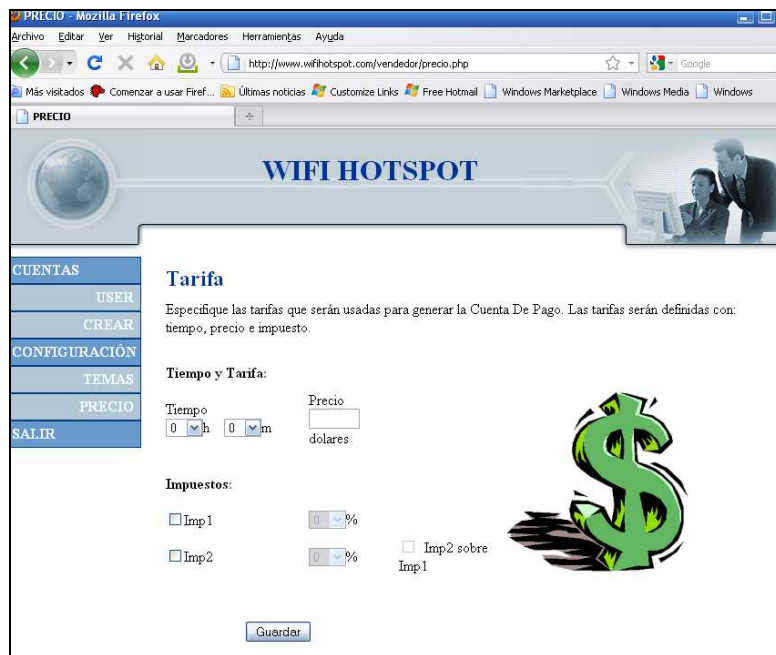 PRECIO - Mozilla Firefox
Archivo Editar Ver Historial Marcadores Herramientas Ayuda
http://www.wifihotspot.com/vendedor/precio.php
Google
Más visitados Comenzar a usar Firef... Últimas noticias Customize Links Free Hotmail Windows Marketplace Windows Media Windows
PRECIO
WIFI HOTSPOT
CUENTAS
USER
CREAR
CONFIGURACIÓN
TEMAS
PRECIO
SALIR
Tarifa
Especifique las tarifas que serán usadas para generar la Cuenta De Pago. Las tarifas serán definidas con:
tiempo, precio e impuesto.
Tiempo y Tarifa:
Tiempo
0 h 0 m
Precio
dolares
Impuestos:
Imp1 0 %
Imp2 0 % Imp2 sobre
Imp1
Guardar